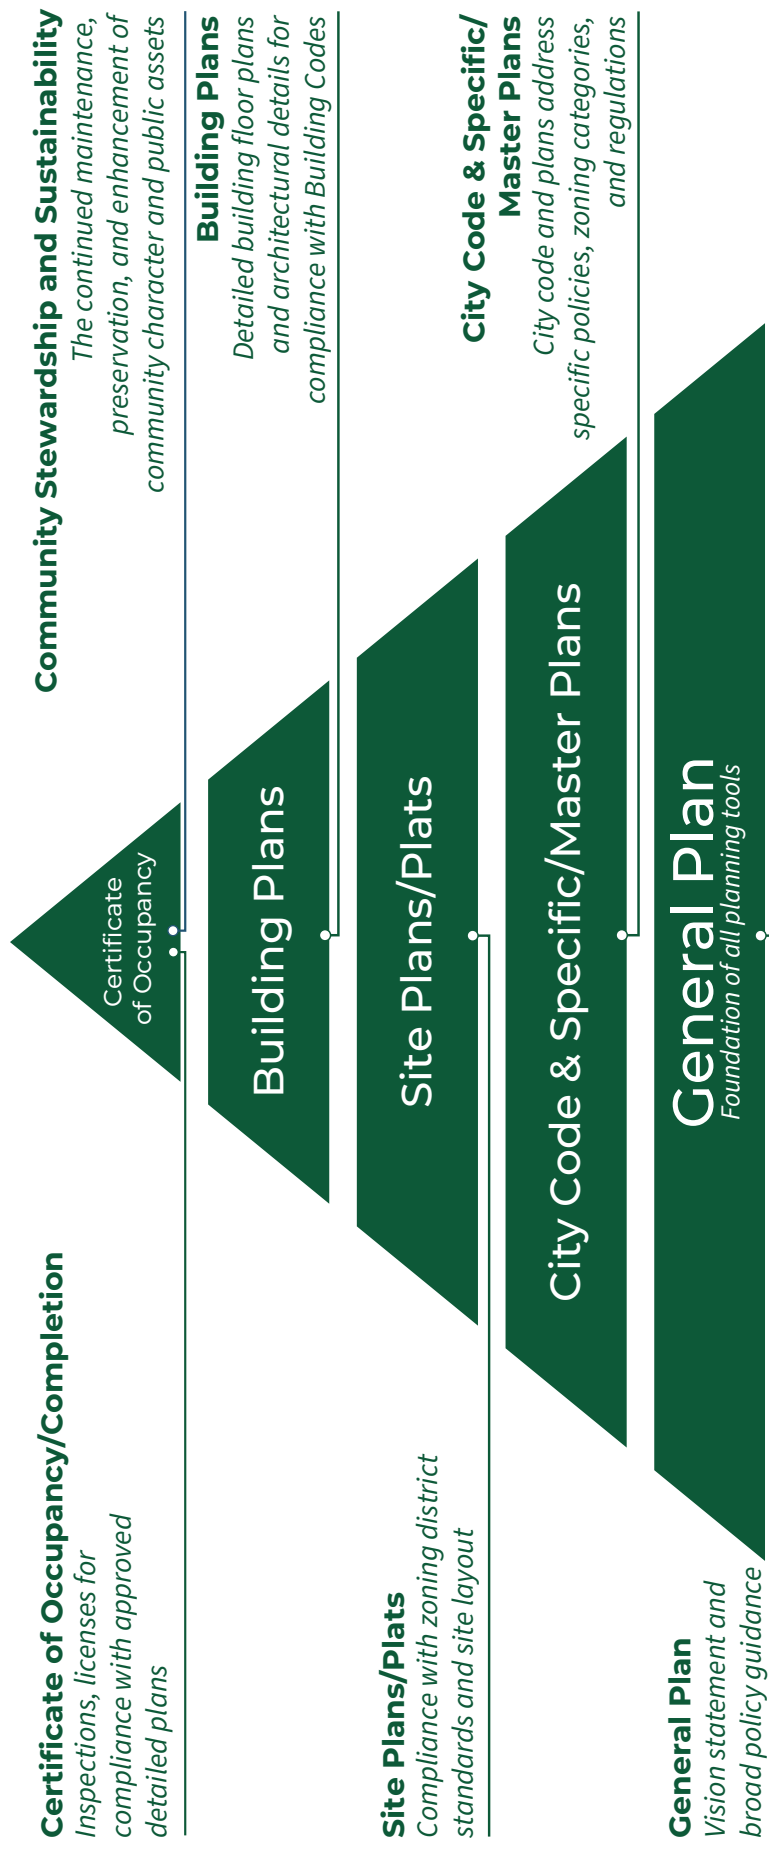 Certificate of Occupancy/Completion
Inspections, licenses for
compliance with approved
detailed plans
Community Stewardship and Sustainability
The continued maintenance,
preservation, and enhancement of
community character and public assets
Certificate
of Occupancy
Building Plans
Detailed building floor plans
and architectural details for
compliance with Building Codes
Building Plans
Site Plans/Plats
Compliance with zoning district
standards and site layout
Site Plans/Plats
City Code & Specific/
Master Plans
City code and plans address
specific policies, zoning categories,
and regulations
City Code & Specific/Master Plans
General Plan
Vision statement and
broad policy guidance
General Plan
Foundation of all planning tools